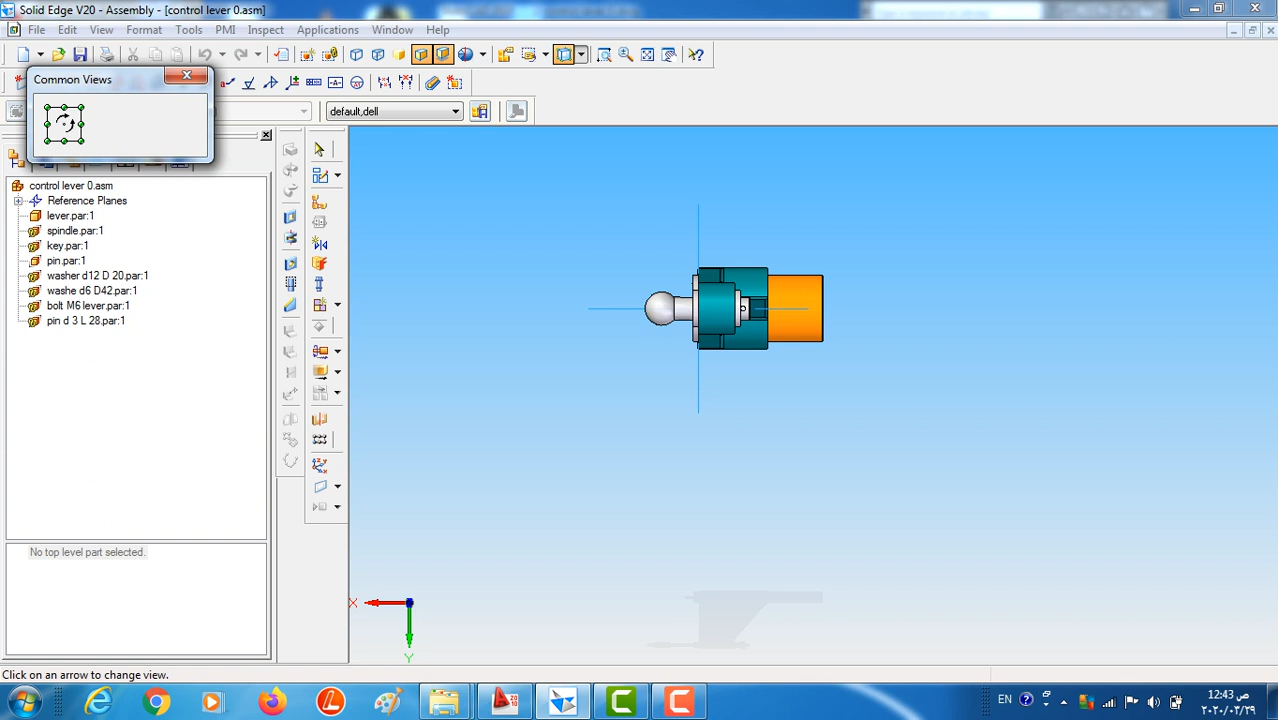 Solid Edge V20 - Assembly - [control lever 0.asm]
File Edit View Format Tools PMI Inspect Applications Window Help
Common Views
default,dell
control lever 0.asm
Reference Planes
lever.par:1
spindle.par:1
key.par:1
pin.par:1
washer d12 D 20.par:1
washe d6 D42.par:1
bolt M6 lever.par:1
pin d 3 L 28.par:1
No top level part selected.
X
Y
Click on an arrow to change view.
EN
12:43 ص
٢٠٢٠/٠٣/٢٩